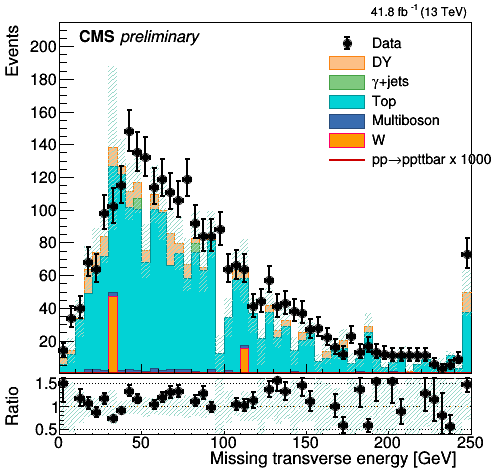 41.8 fb⁻¹ (13 TeV)
CMS preliminary
Events
200
180
160
140
120
100
80
60
40
20
Data
DY
γ+jets
Top
Multiboson
W
pp→ppttbar x 1000
Ratio
1.5
1
0.5
0 50 100 150 200 250
Missing transverse energy [GeV]